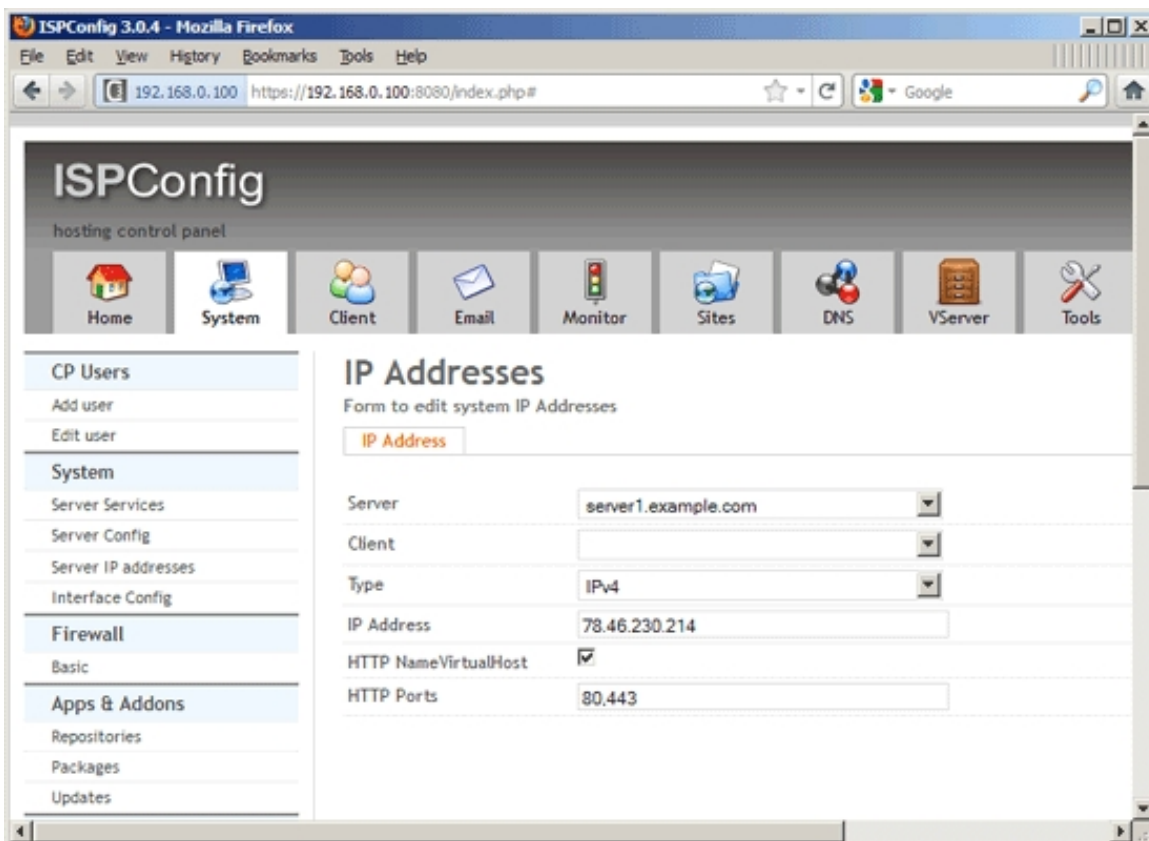 ISPConfig 3.0.4 - Mozilla Firefox
File Edit View History Bookmarks Tools Help
192.168.0.100 https://192.168.0.100:8080/index.php# Google
ISPConfig
hosting control panel
Home System Client Email Monitor Sites DNS VServer Tools
CP Users
Add user
Edit user
System
Server Services
Server Config
Server IP addresses
Interface Config
Firewall
Basic
Apps & Addons
Repositories
Packages
Updates
IP Addresses
Form to edit system IP Addresses
IP Address
Server server1.example.com
Client
Type IPv4
IP Address 78.46.230.214
HTTP NameVirtualHost
HTTP Ports 80,443